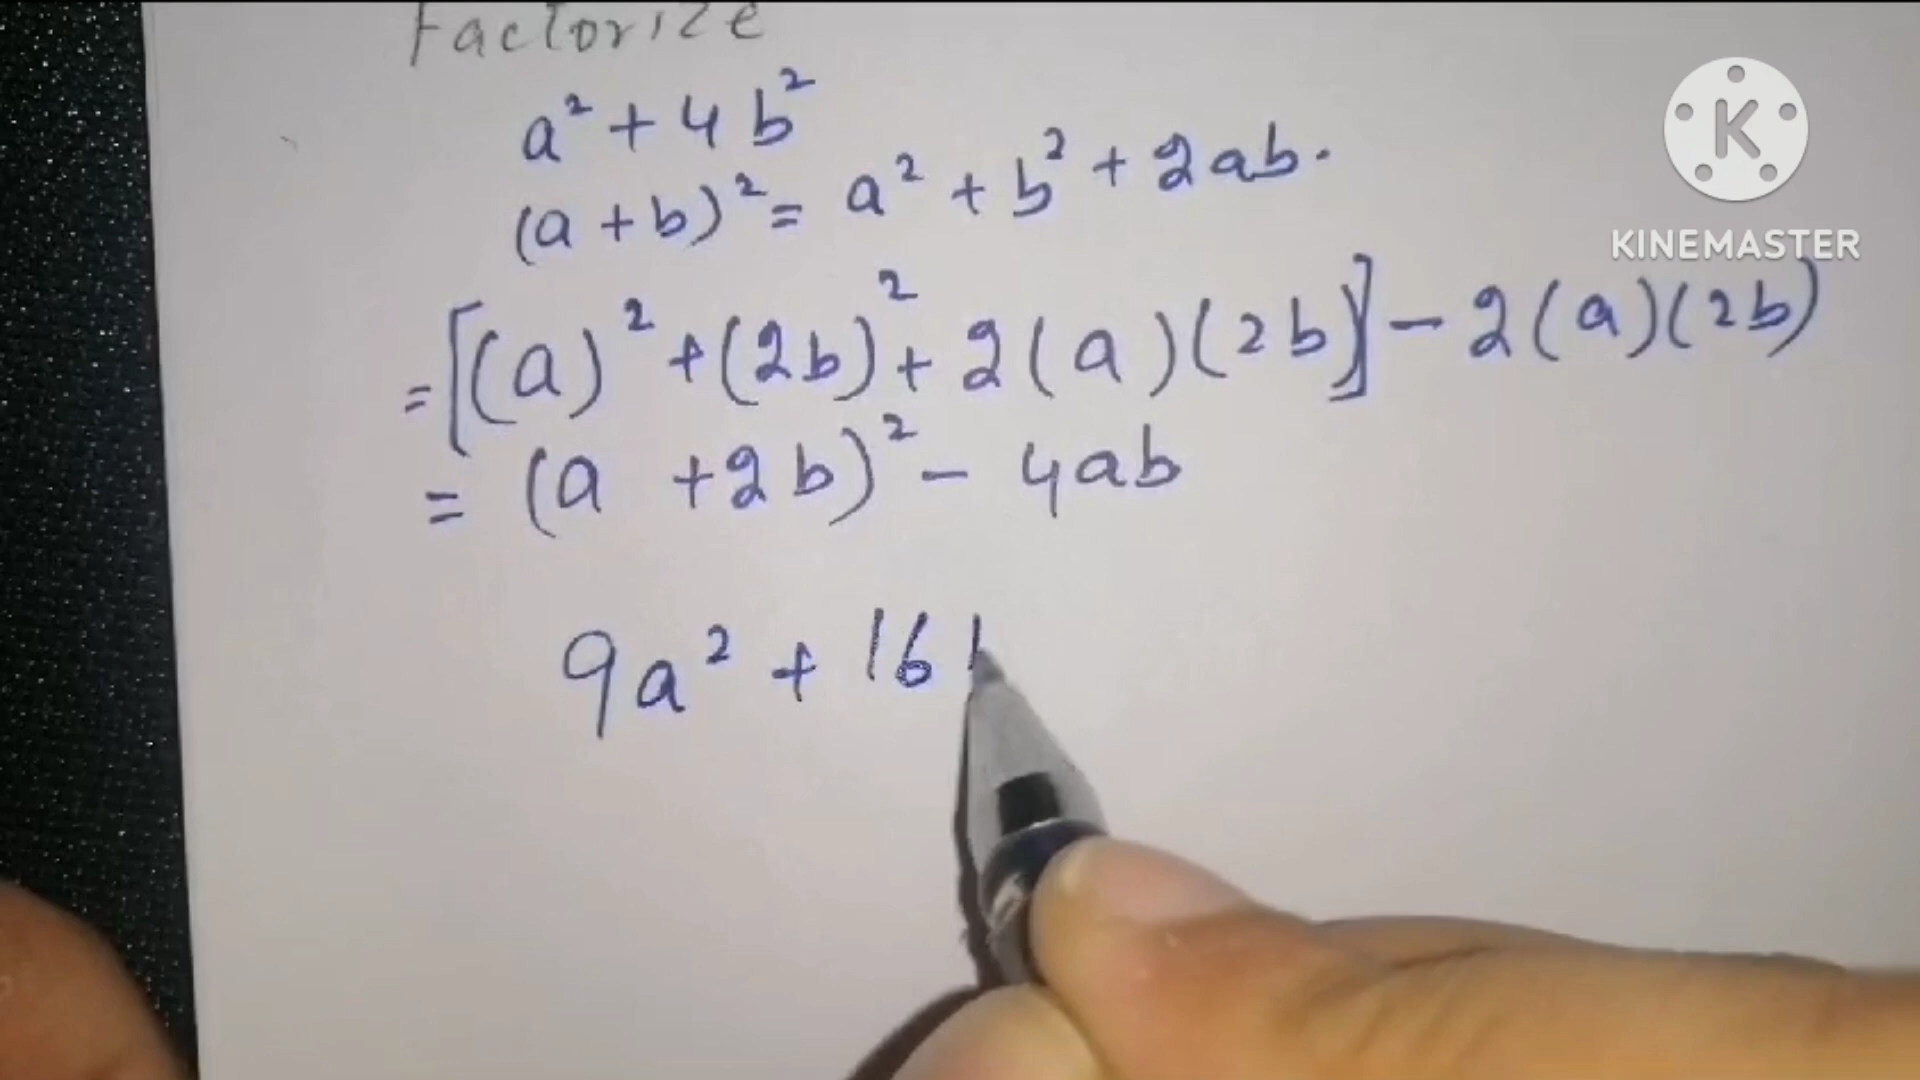 Factorize
a² + 4b²
(a + b)² = a² + b² + 2ab.
= [(a)² + (2b)² + 2(a)(2b)] - 2(a)(2b)
= (a + 2b)² - 4ab
9a² + 16
K
KINEMASTER